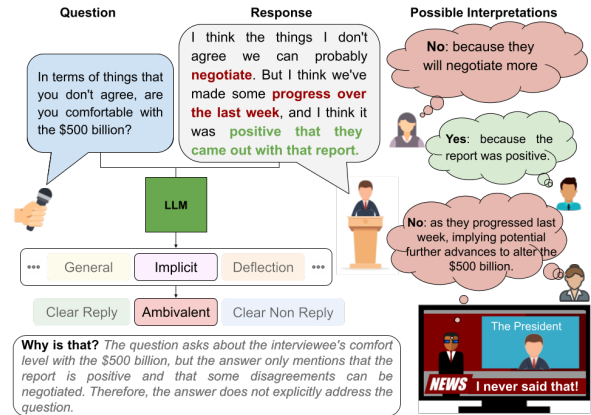 Question
Response
Possible Interpretations
In terms of things that
you don't agree, are
you comfortable with
the $500 billion?
I think the things I don't
agree we can probably
negotiate. But I think we've
made some progress over
the last week, and I think it
was positive that they
came out with that report.
No: because they
will negotiate more
Yes: because the
report was positive.
No: as they progressed last
week, implying potential
further advances to alter the
$500 billion.
LLM
••• General Implicit Deflection •••
Clear Reply Ambivalent Clear Non Reply
Why is that? The question asks about the interviewee's comfort
level with the $500 billion, but the answer only mentions that the
report is positive and that some disagreements can be
negotiated. Therefore, the answer does not explicitly address the
question.
The President
NEWS I never said that!